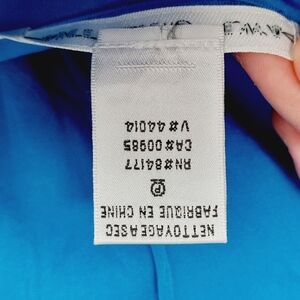 NETTOYAGE A SEC
FABRIQUE EN CHINE
P
RN# 84177
CA# 00985
V# 44014